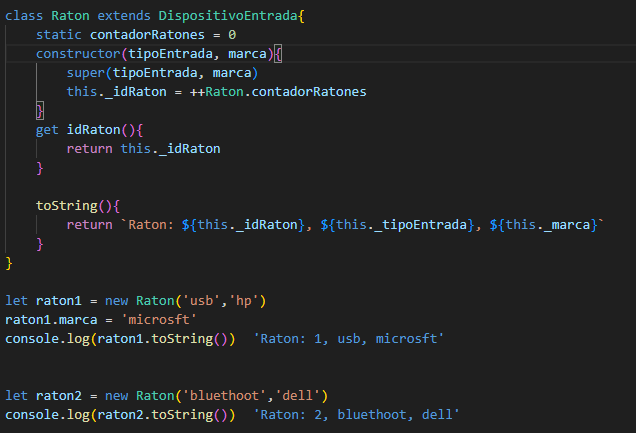 class Raton extends DispositivoEntrada{
    static contadorRatones = 0
    constructor(tipoEntrada, marca){
        super(tipoEntrada, marca)
        this._idRaton = ++Raton.contadorRatones
    }
    get idRaton(){
        return this._idRaton
    }
    toString(){
        return `Raton: ${this._idRaton}, ${this._tipoEntrada}, ${this._marca}`
    }
}
let raton1 = new Raton('usb','hp')
raton1.marca = 'microsft'
console.log(raton1.toString())  'Raton: 1, usb, microsft'
let raton2 = new Raton('bluethoot','dell')
console.log(raton2.toString())  'Raton: 2, bluethoot, dell'